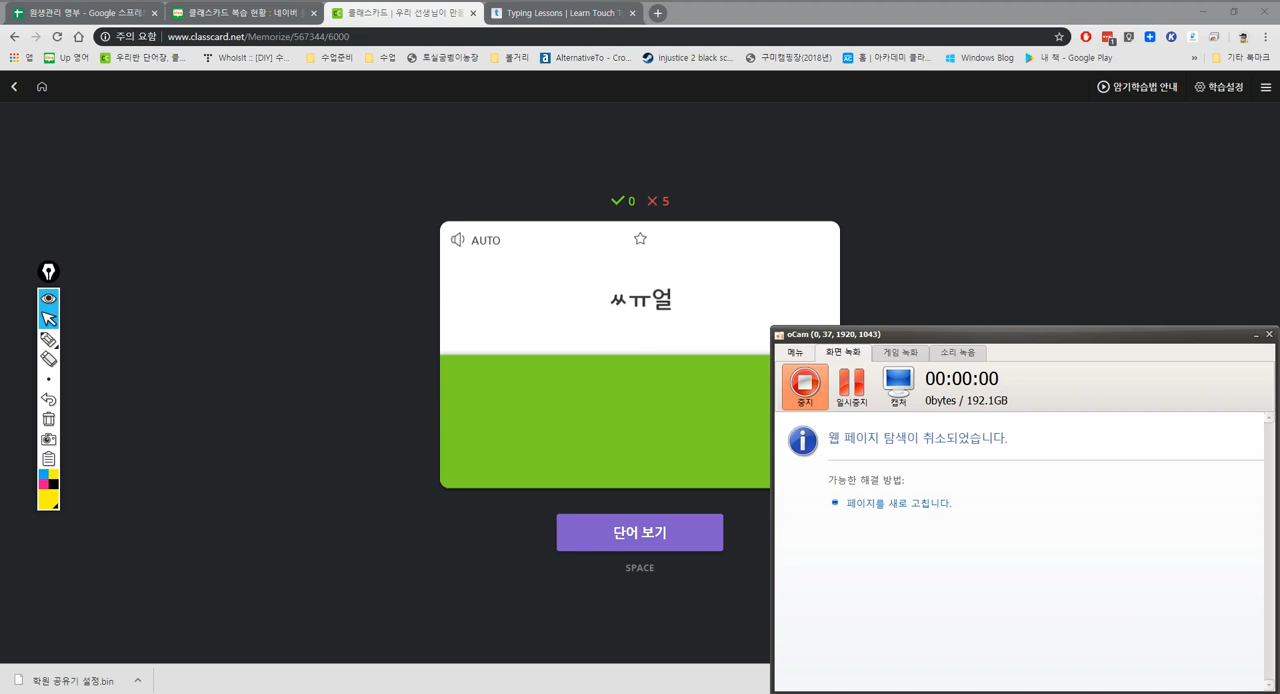 원생관리 명부 - Google 스프레
클래스카드 복습 현황 : 네이버
클래스카드 | 우리 선생님이 만들
Typing Lessons | Learn Touch T
주의 요함 | www.classcard.net/Memorize/567344/6000
앱 Up 영어 우리반 단어장, 클... WhoIsIt :: [DIY] 수... 수업준비 수업 토실굼벵이농장 볼거리 AlternativeTo - Cro... injustice 2 black sc... 구미캠핑장(2018년) 홈 | 아카데미 클라... Windows Blog 내 책 - Google Play » 기타 북마크
암기학습법 안내 학습설정
0 5
AUTO
ㅆㅠ얼
oCam (0, 37, 1920, 1043)
메뉴 화면 녹화 게임 녹화 소리 녹음
중지 일시중지 캡처
00:00:00
0bytes / 192.1GB
웹 페이지 탐색이 취소되었습니다.
가능한 해결 방법:
페이지를 새로 고칩니다.
단어 보기
SPACE
학원 공유기 설정.bin